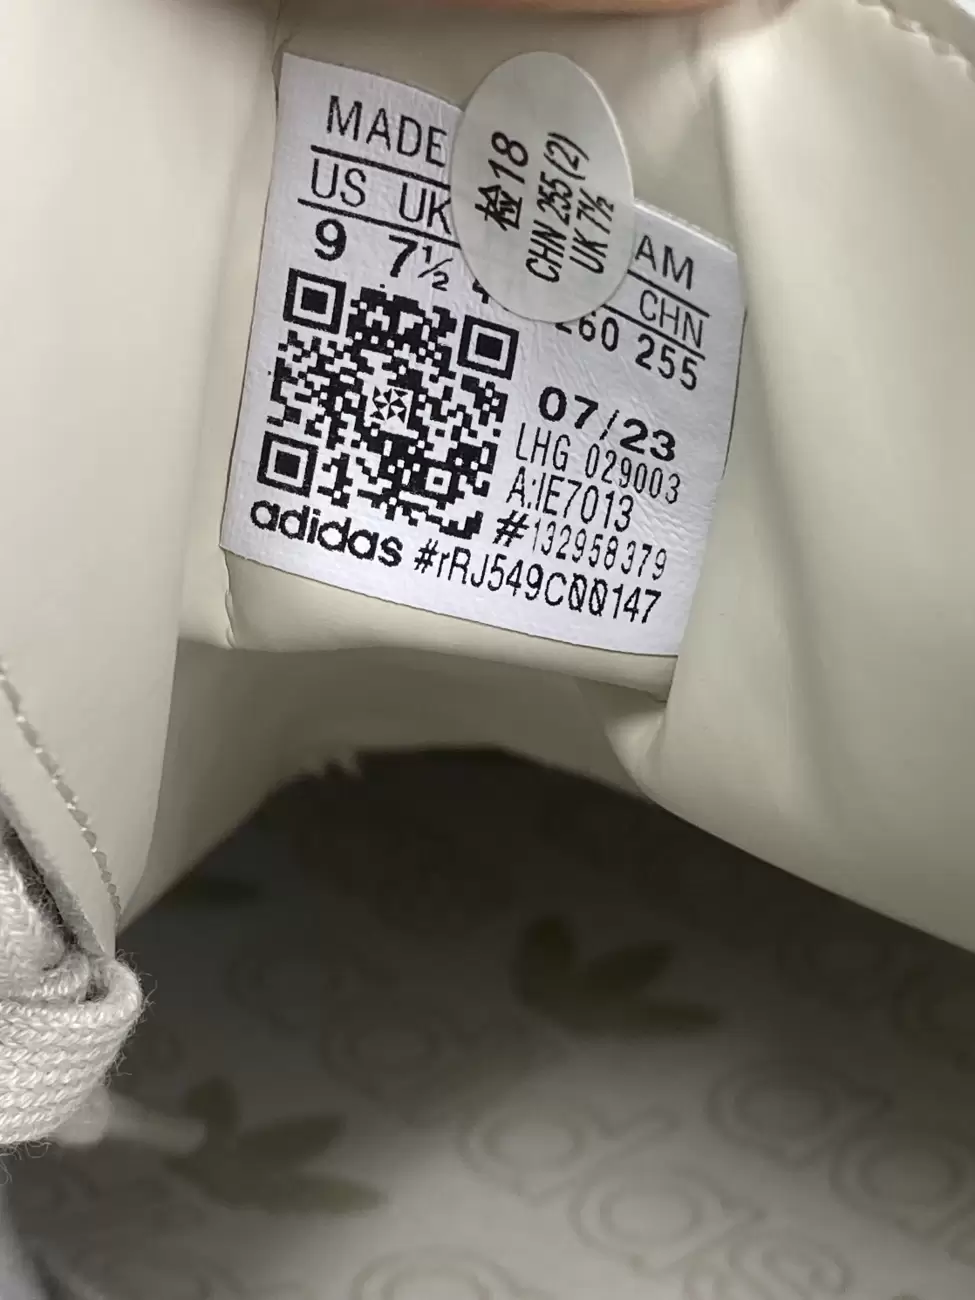 MADE AM
US UK CHN
9 7½ 260 255
检18
CHN 255(2)
UK 7½
07/23
LHG 029003
A:IE7013
#132958379
adidas #rRJ549C00147